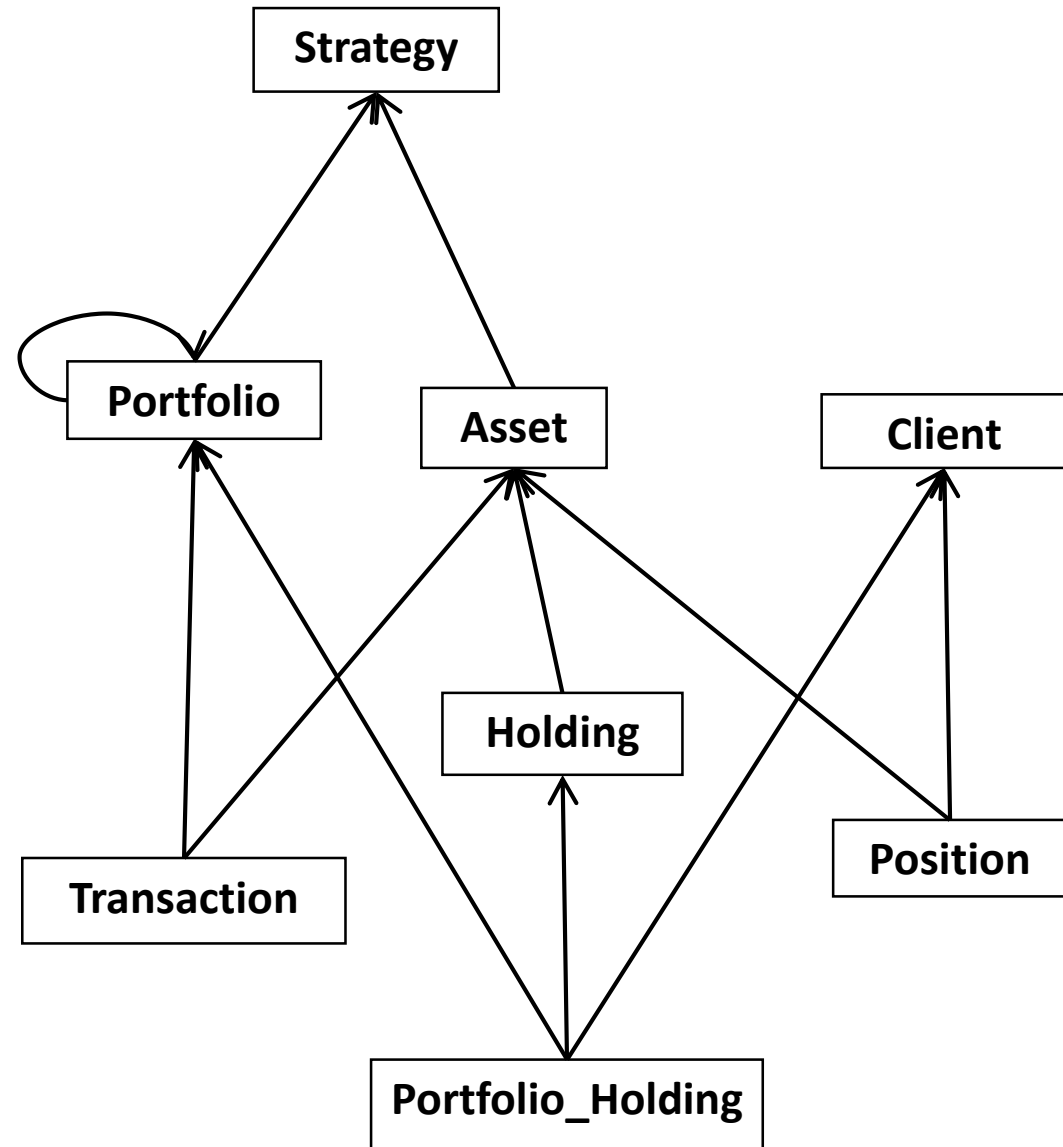 Strategy
Portfolio
Asset
Client
Holding
Position
Transaction
Portfolio_Holding